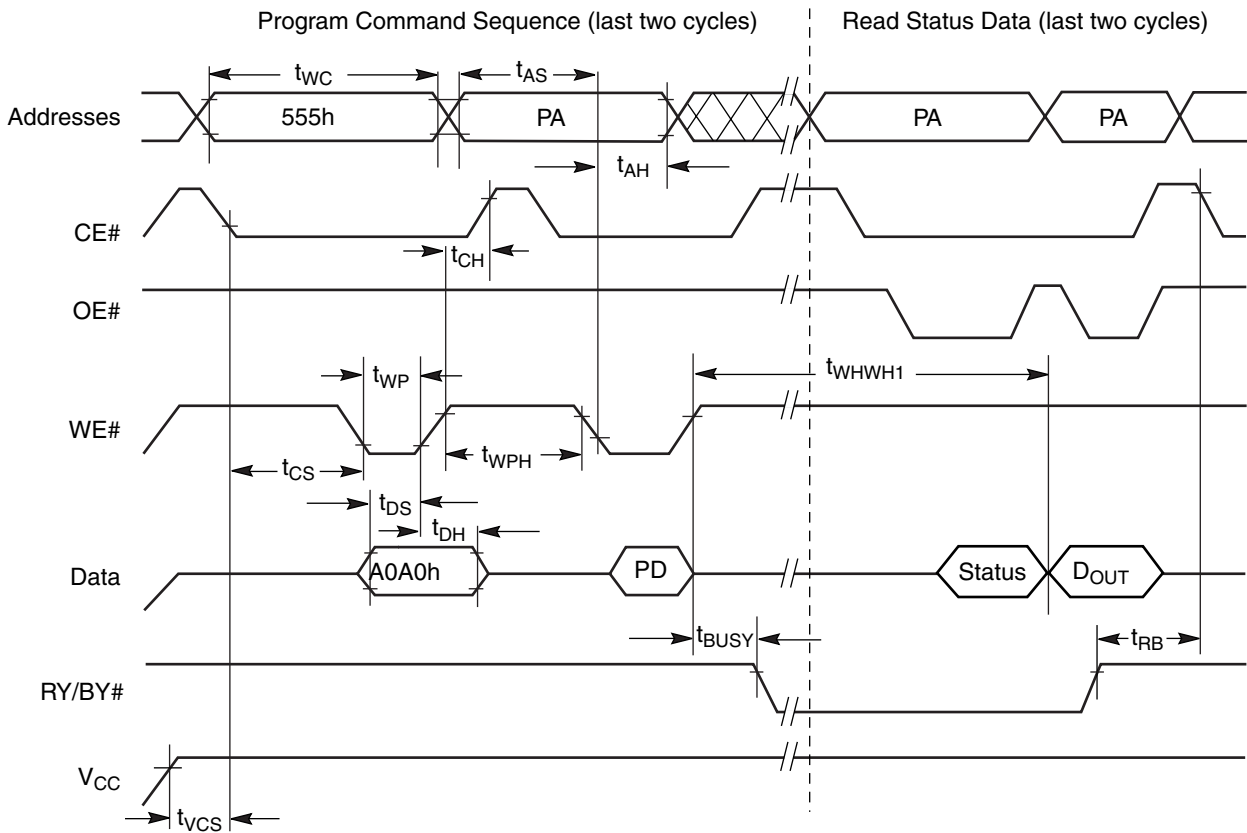 Program Command Sequence (last two cycles)
Read Status Data (last two cycles)
tWC
tAS
Addresses
555h
PA
PA
PA
tAH
CE#
tCH
OE#
tWP
tWHWH1
WE#
tCS
tWPH
tDS
tDH
Data
A0A0h
PD
Status
DOUT
tBUSY
tRB
RY/BY#
VCC
tVCS